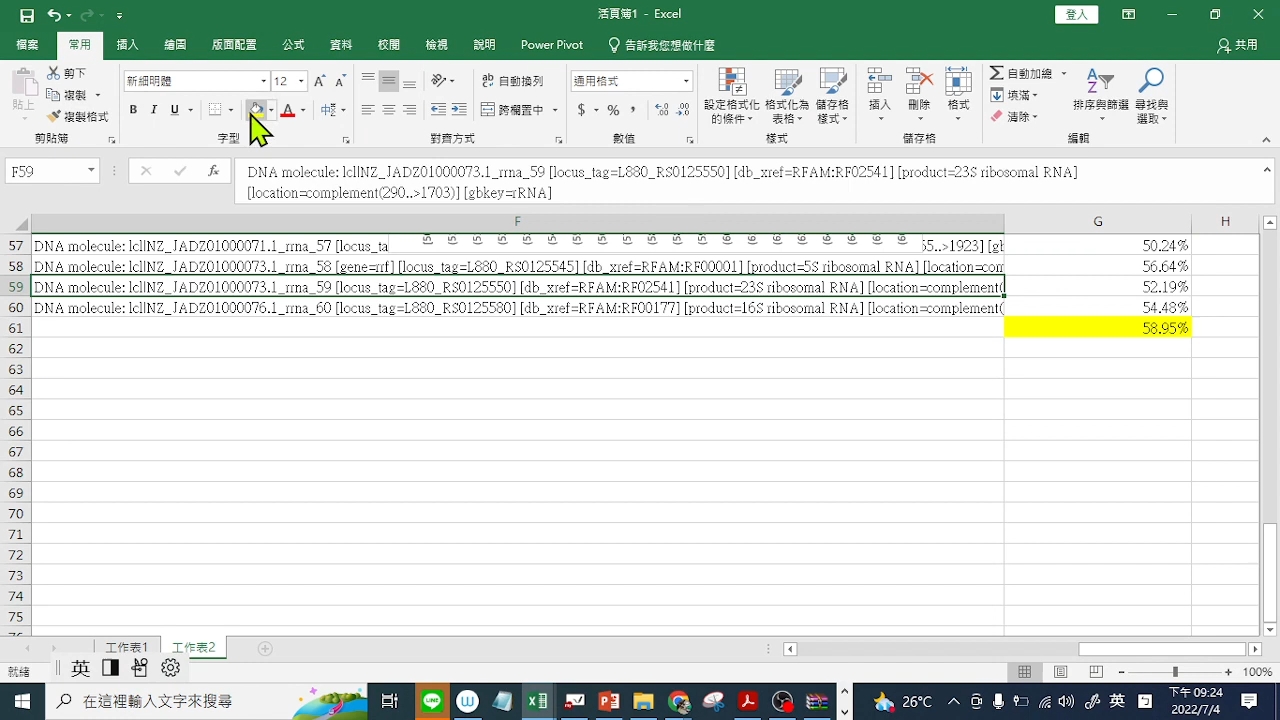 活頁簿1 - Excel
登入
檔案 常用 插入 繪圖 版面配置 公式 資料 校閱 檢視 說明 Power Pivot 告訴我您想做什麼 共用
貼上 剪下 複製 複製格式
新細明體 12
B I U A
自動換列
跨欄置中
通用格式
$ % ,
設定格式化的條件 格式化為表格 儲存格樣式
插入 刪除 格式
自動加總 填滿 清除
排序與篩選 尋找與選取
剪貼簿 字型 對齊方式 數值 樣式 儲存格 編輯
F59
fx
DNA molecule: lcl|NZ_JADZ01000073.1_rrna_59 [locus_tag=L880_RS0125550] [db_xref=RFAM:RF02541] [product=23S ribosomal RNA]
[location=complement(290..>1703)] [gbkey=rRNA]
F G H
57 DNA molecule: lcl|NZ_JADZ01000071.1_rrna_57 [locus_ta 65..>1923] [gb 50.24%
58 DNA molecule: lcl|NZ_JADZ01000073.1_rrna_58 [gene=rrf] [locus_tag=L880_RS0125545] [db_xref=RFAM:RF00001] [product=5S ribosomal RNA] [location=com 56.64%
59 DNA molecule: lcl|NZ_JADZ01000073.1_rrna_59 [locus_tag=L880_RS0125550] [db_xref=RFAM:RF02541] [product=23S ribosomal RNA] [location=complement( 52.19%
60 DNA molecule: lcl|NZ_JADZ01000076.1_rrna_60 [locus_tag=L880_RS0125580] [db_xref=RFAM:RF00177] [product=16S ribosomal RNA] [location=complement( 54.48%
61 58.95%
62
63
64
65
66
67
68
69
70
71
72
73
74
75
工作表1 工作表2
就緒
英
100%
在這裡輸入文字來搜尋
26°C
英
下午 09:24
2022/7/4